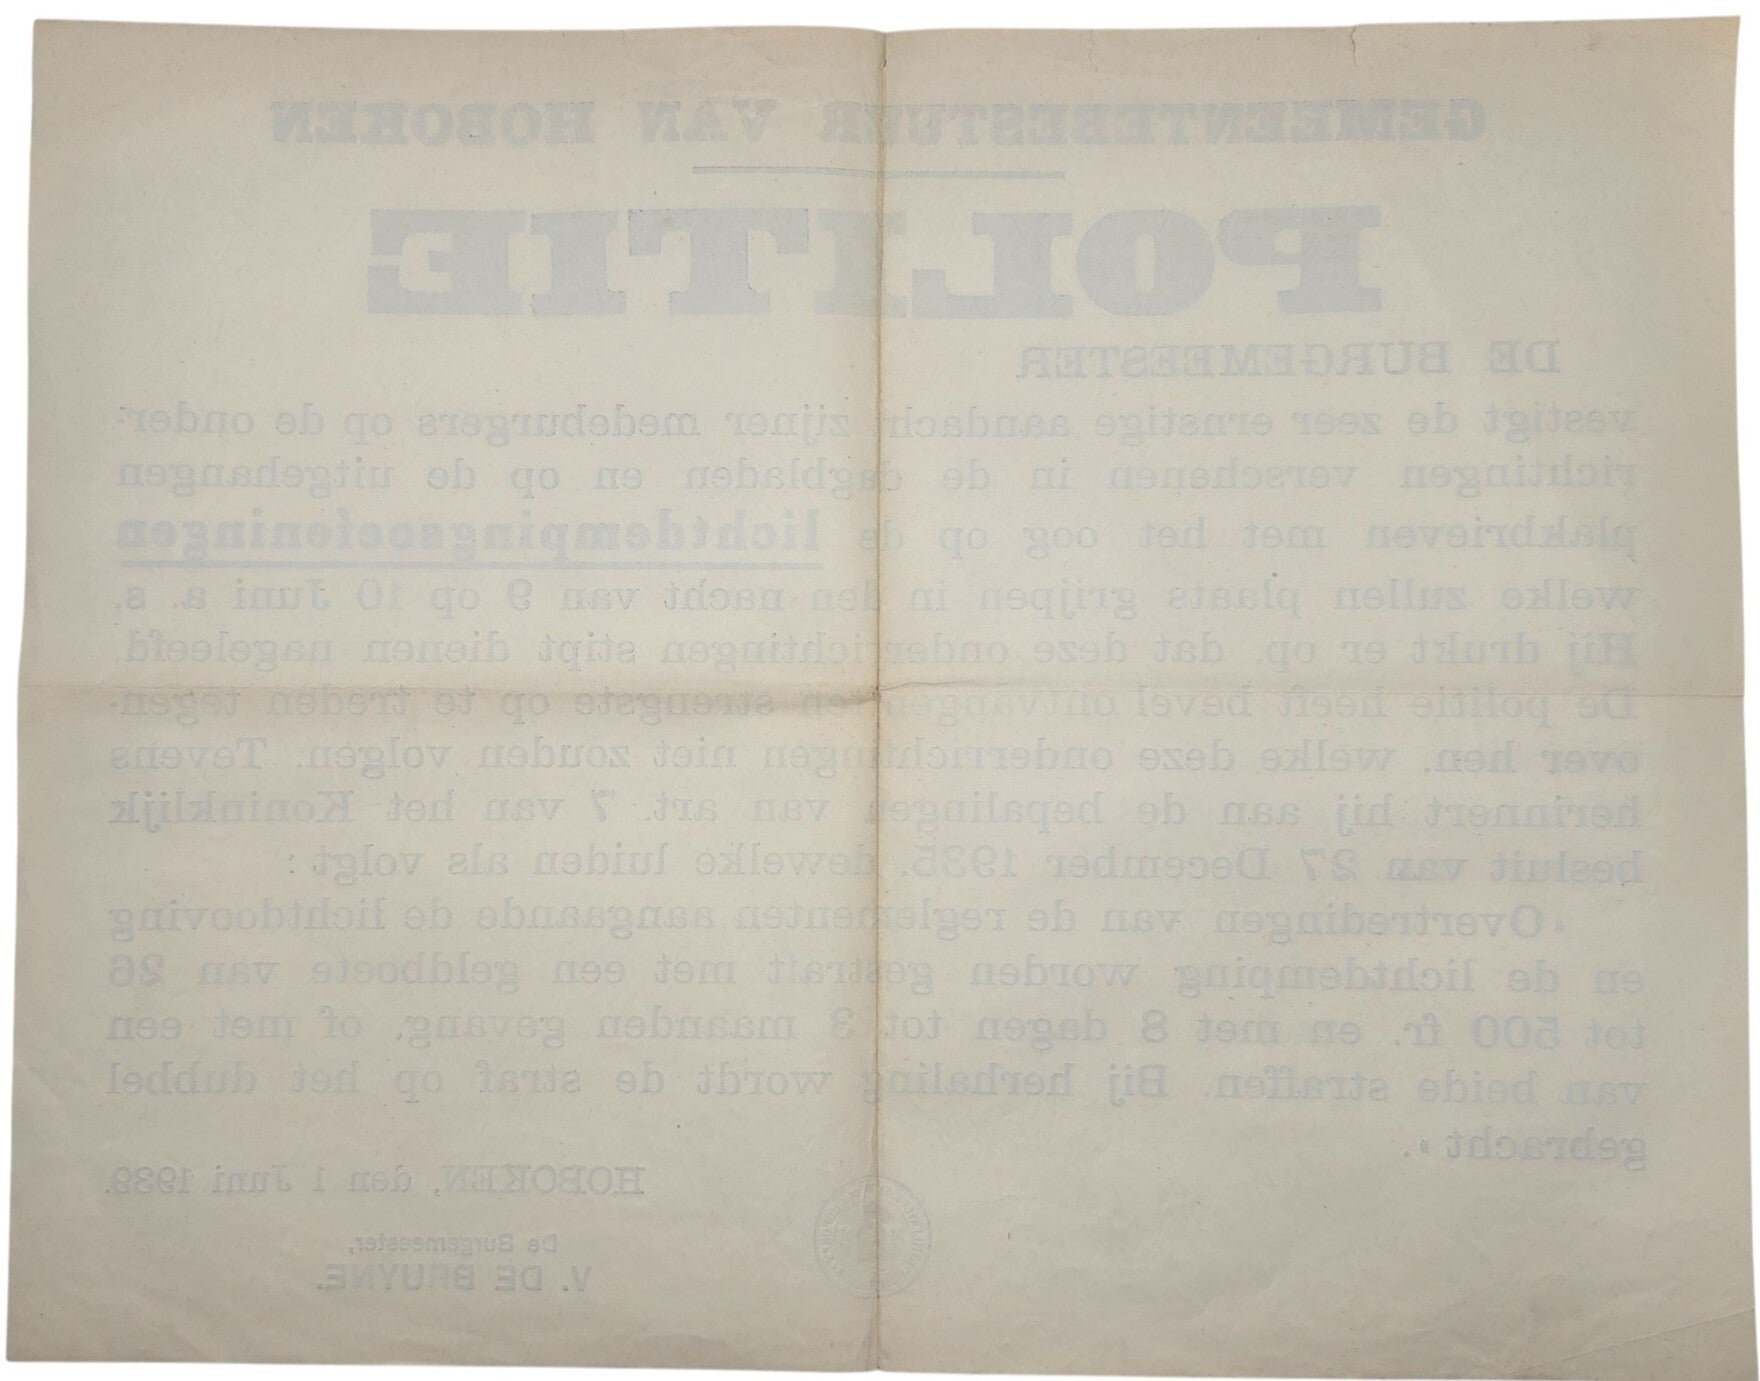 GEMEENTEBESTUUR VAN HOBOKEN
POLITIE
DE BURGEMEESTER
vestigt de zeer ernstige aandacht zijner medeburgers op de onder-
richtingen verschenen in de dagbladen en op de uitgehangen
plakbrieven met het oog op de lichtdempingsoefeningen
welke zullen plaats grijpen in den nacht van 9 op 10 Juni a. s.
Hij drukt er op, dat deze onderrichtingen stipt dienen nageleefd.
De politie heeft bevel ontvangen ten strengste op te treden tegen-
over hen, welke deze onderrichtingen niet zouden volgen. Tevens
herinnert hij aan de bepalingen van art. 7 van het Koninklijk
besluit van 27 December 1935, dewelke luiden als volgt :
« Overtredingen van de reglementen aangaande de lichtdooving
en de lichtdemping worden gestraft met een geldboete van 26
tot 500 fr. en met 8 dagen tot 3 maanden gevang, of met een
van beide straffen. Bij herhaling wordt de straf op het dubbel
gebracht ».
HOBOKEN, den 1 Juni 1939.
De Burgemeester,
V. DE BRUYNE.